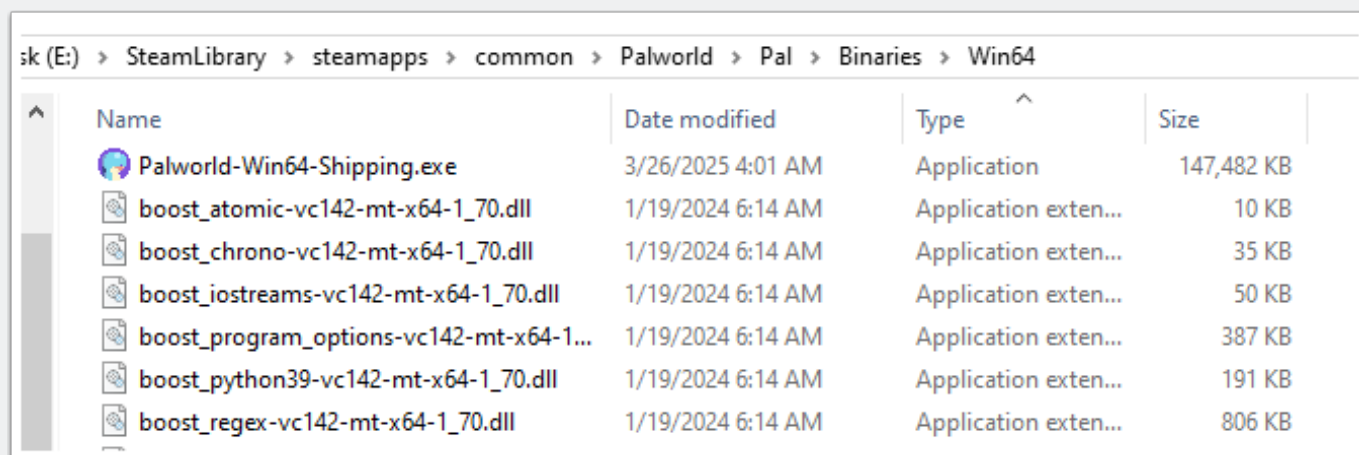 sk (E:) > SteamLibrary > steamapps > common > Palworld > Pal > Binaries > Win64
Name Date modified Type Size
Palworld-Win64-Shipping.exe 3/26/2025 4:01 AM Application 147,482 KB
boost_atomic-vc142-mt-x64-1_70.dll 1/19/2024 6:14 AM Application exten... 10 KB
boost_chrono-vc142-mt-x64-1_70.dll 1/19/2024 6:14 AM Application exten... 35 KB
boost_iostreams-vc142-mt-x64-1_70.dll 1/19/2024 6:14 AM Application exten... 50 KB
boost_program_options-vc142-mt-x64-1... 1/19/2024 6:14 AM Application exten... 387 KB
boost_python39-vc142-mt-x64-1_70.dll 1/19/2024 6:14 AM Application exten... 191 KB
boost_regex-vc142-mt-x64-1_70.dll 1/19/2024 6:14 AM Application exten... 806 KB